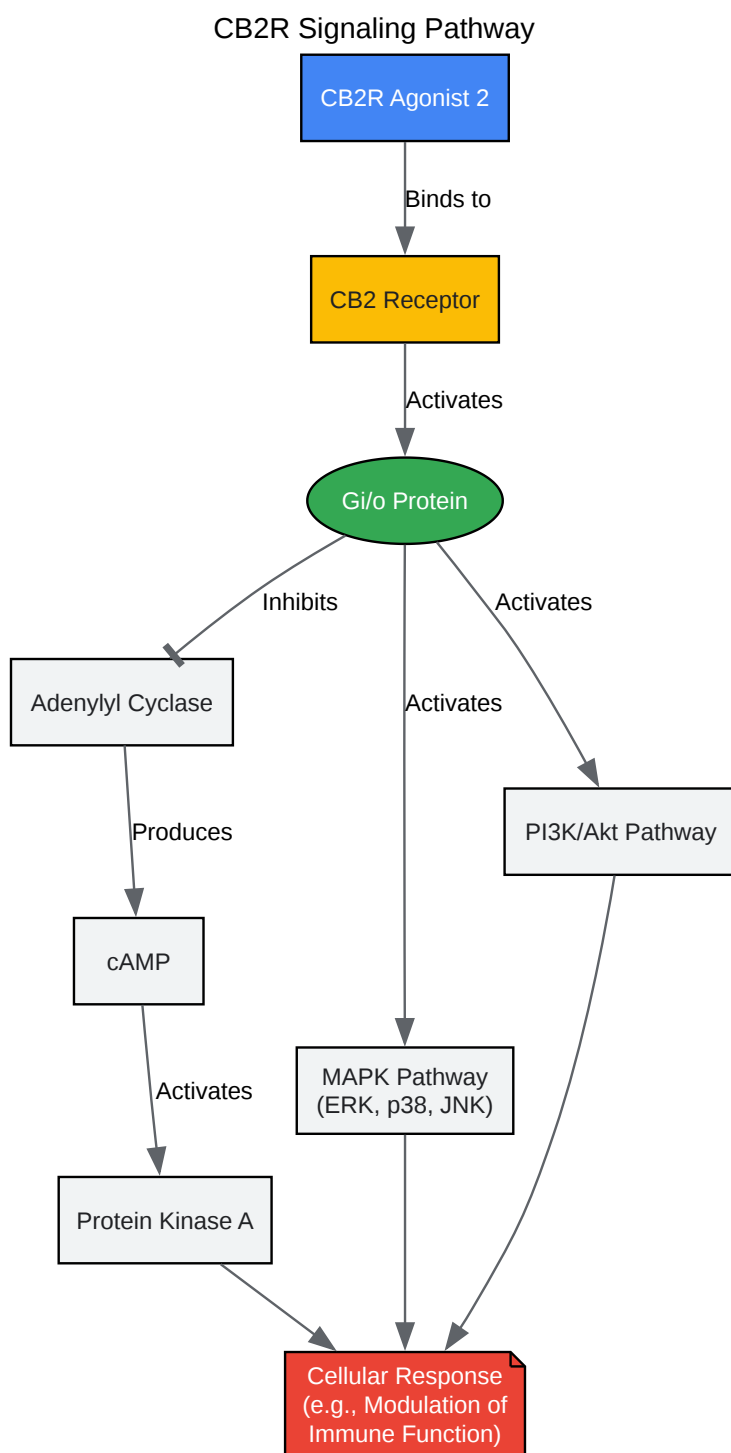 CB2R Signaling Pathway
CB2R Agonist 2
Binds to
CB2 Receptor
Activates
Gi/o Protein
Inhibits
Activates
Adenylyl Cyclase
Activates
Produces
PI3K/Akt Pathway
cAMP
Activates
MAPK Pathway
(ERK, p38, JNK)
Protein Kinase A
Cellular Response
(e.g., Modulation of
Immune Function)